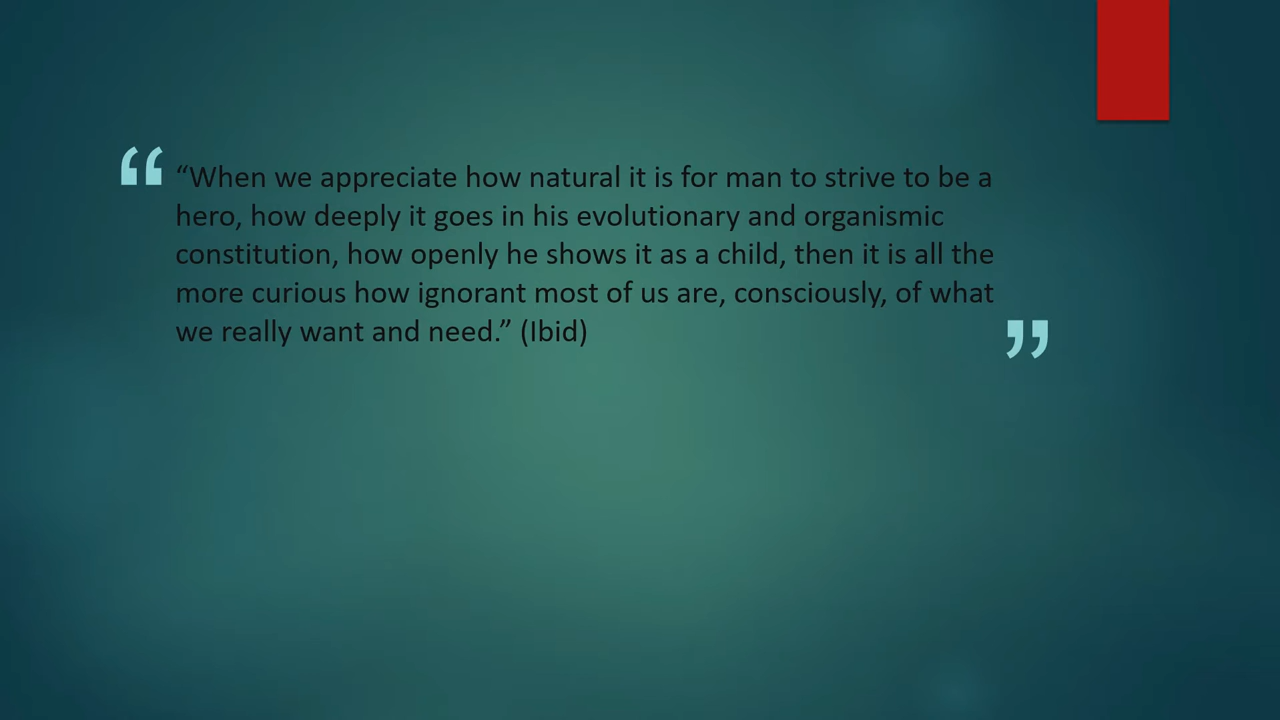 “When we appreciate how natural it is for man to strive to be a
hero, how deeply it goes in his evolutionary and organismic
constitution, how openly he shows it as a child, then it is all the
more curious how ignorant most of us are, consciously, of what
we really want and need.” (Ibid)